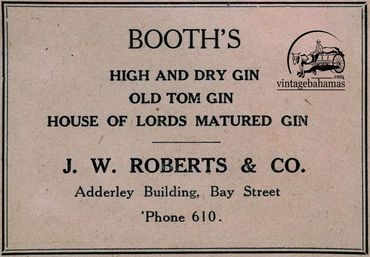 BOOTH'S
HIGH AND DRY GIN
OLD TOM GIN
HOUSE OF LORDS MATURED GIN
J. W. ROBERTS & CO.
Adderley Building, Bay Street
'Phone 610.
.com
vintagebahamas